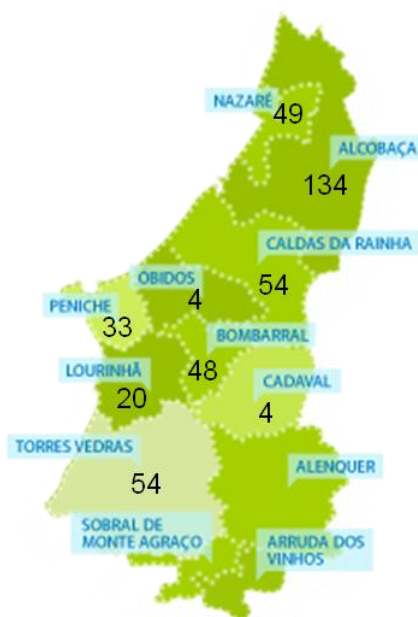 NAZARÉ
49
ALCOBAÇA
134
CALDAS DA RAINHA
54
ÓBIDOS
4
PENICHE
33
BOMBARRAL
48
LOURINHÃ
20
CADAVAL
4
TORRES VEDRAS
54
ALENQUER
SOBRAL DE
MONTE AGRAÇO
ARRUDA DOS
VINHOS